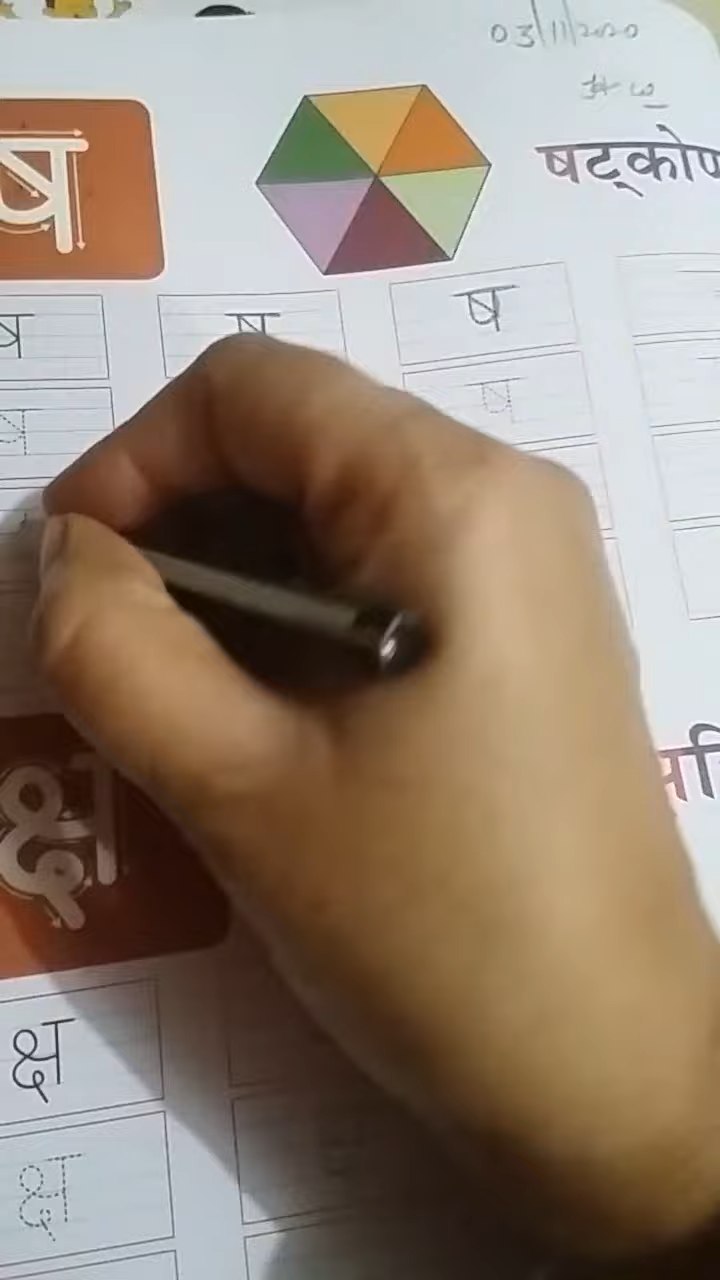 03/11/2020
ष
षट्को
ष ष ष
ष ष
क्ष
क्ष
क्ष